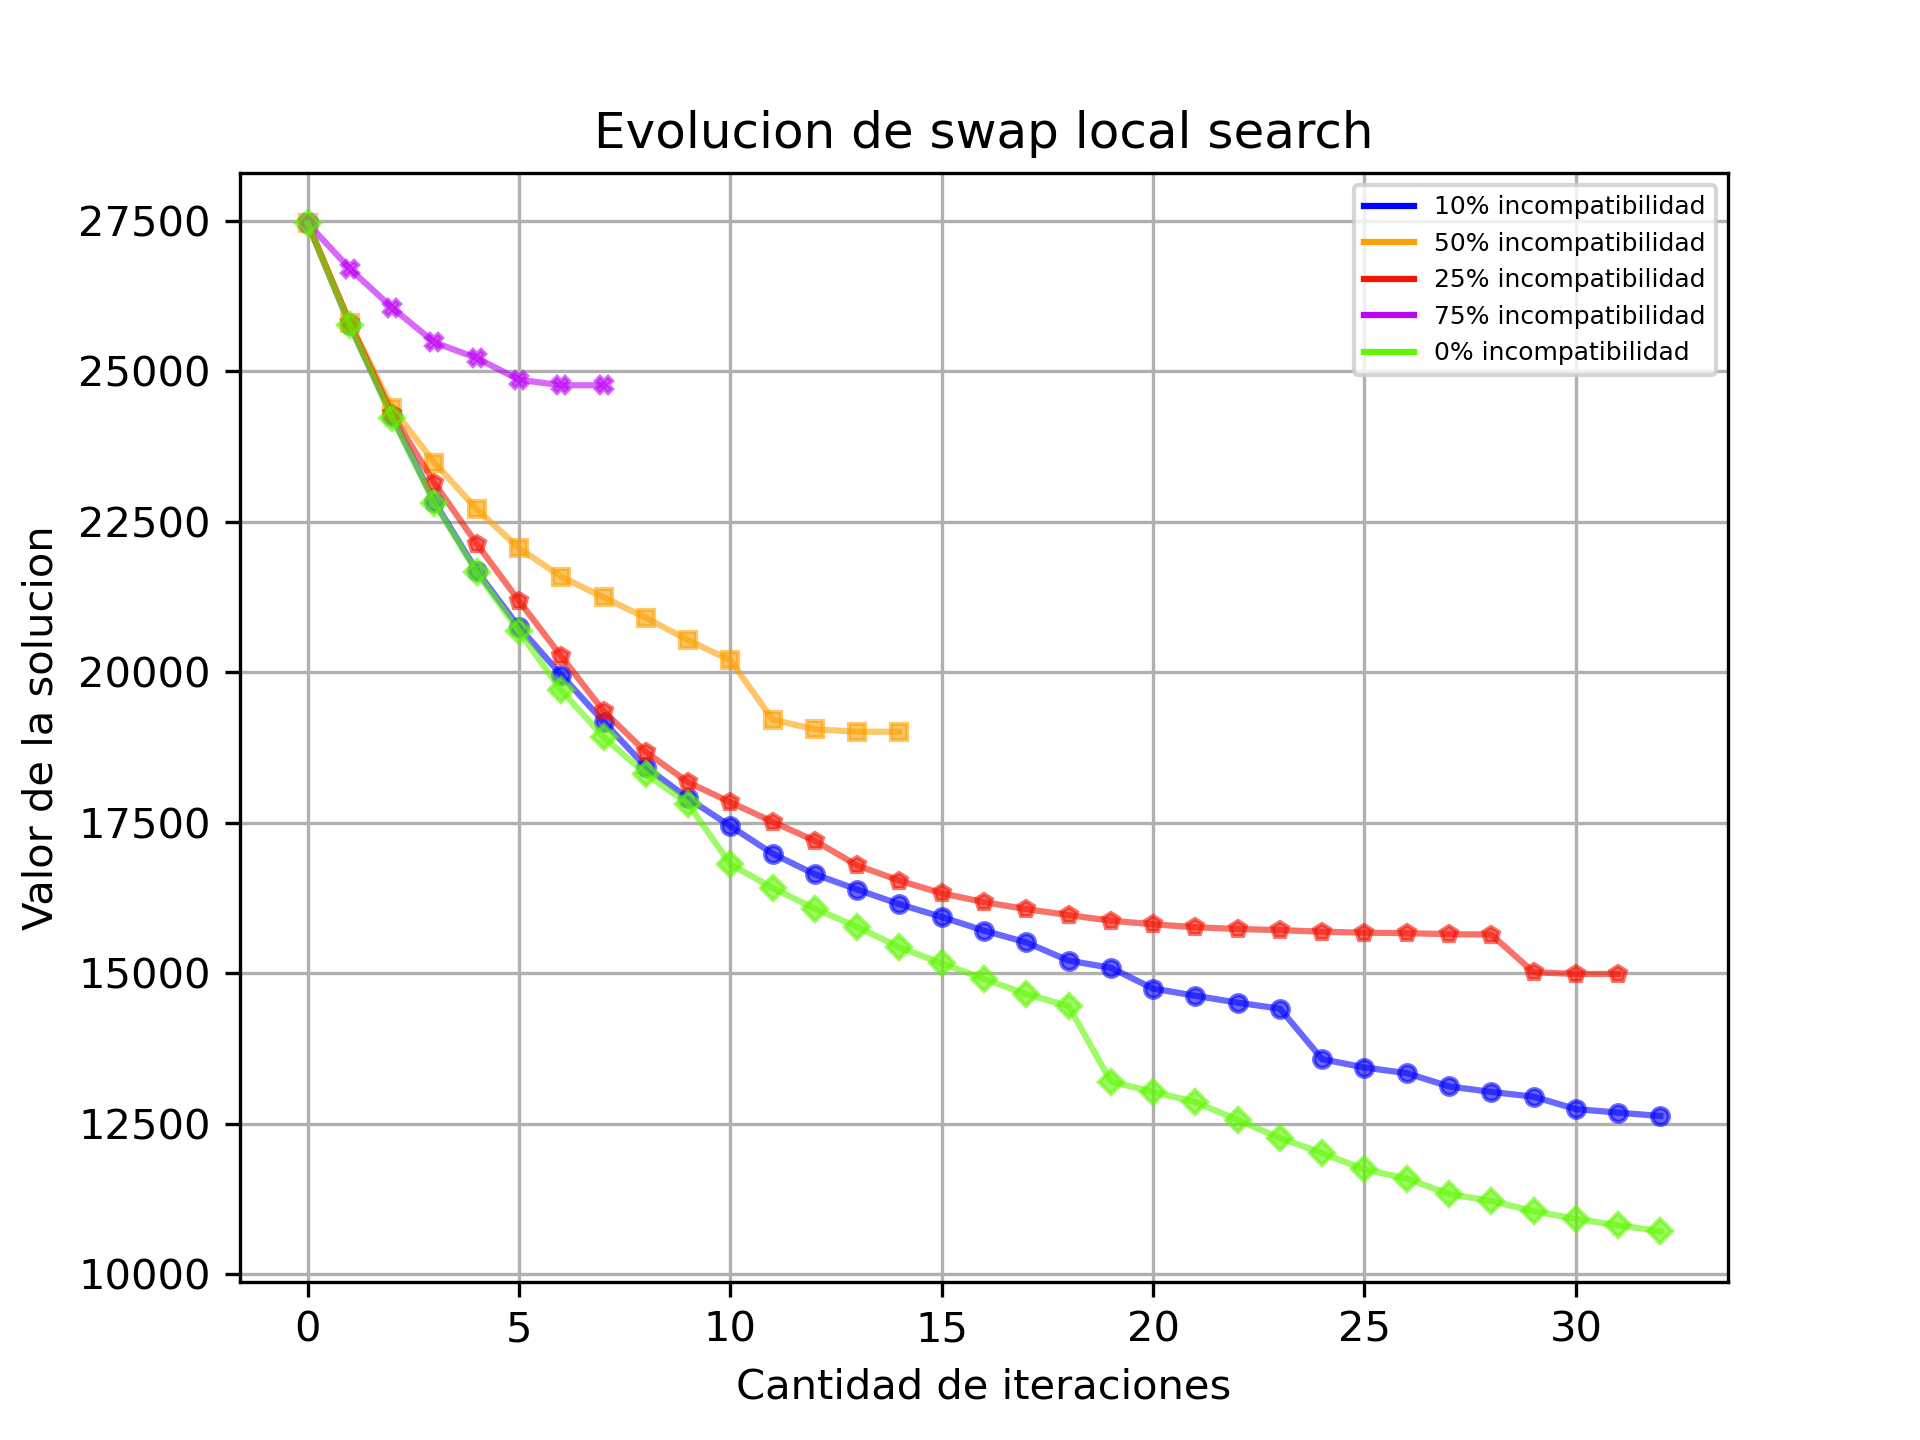 Evolucion de swap local search
10% incompatibilidad
50% incompatibilidad
25% incompatibilidad
75% incompatibilidad
0% incompatibilidad
Valor de la solucion
27500
25000
22500
20000
17500
15000
12500
10000
0 5 10 15 20 25 30
Cantidad de iteraciones